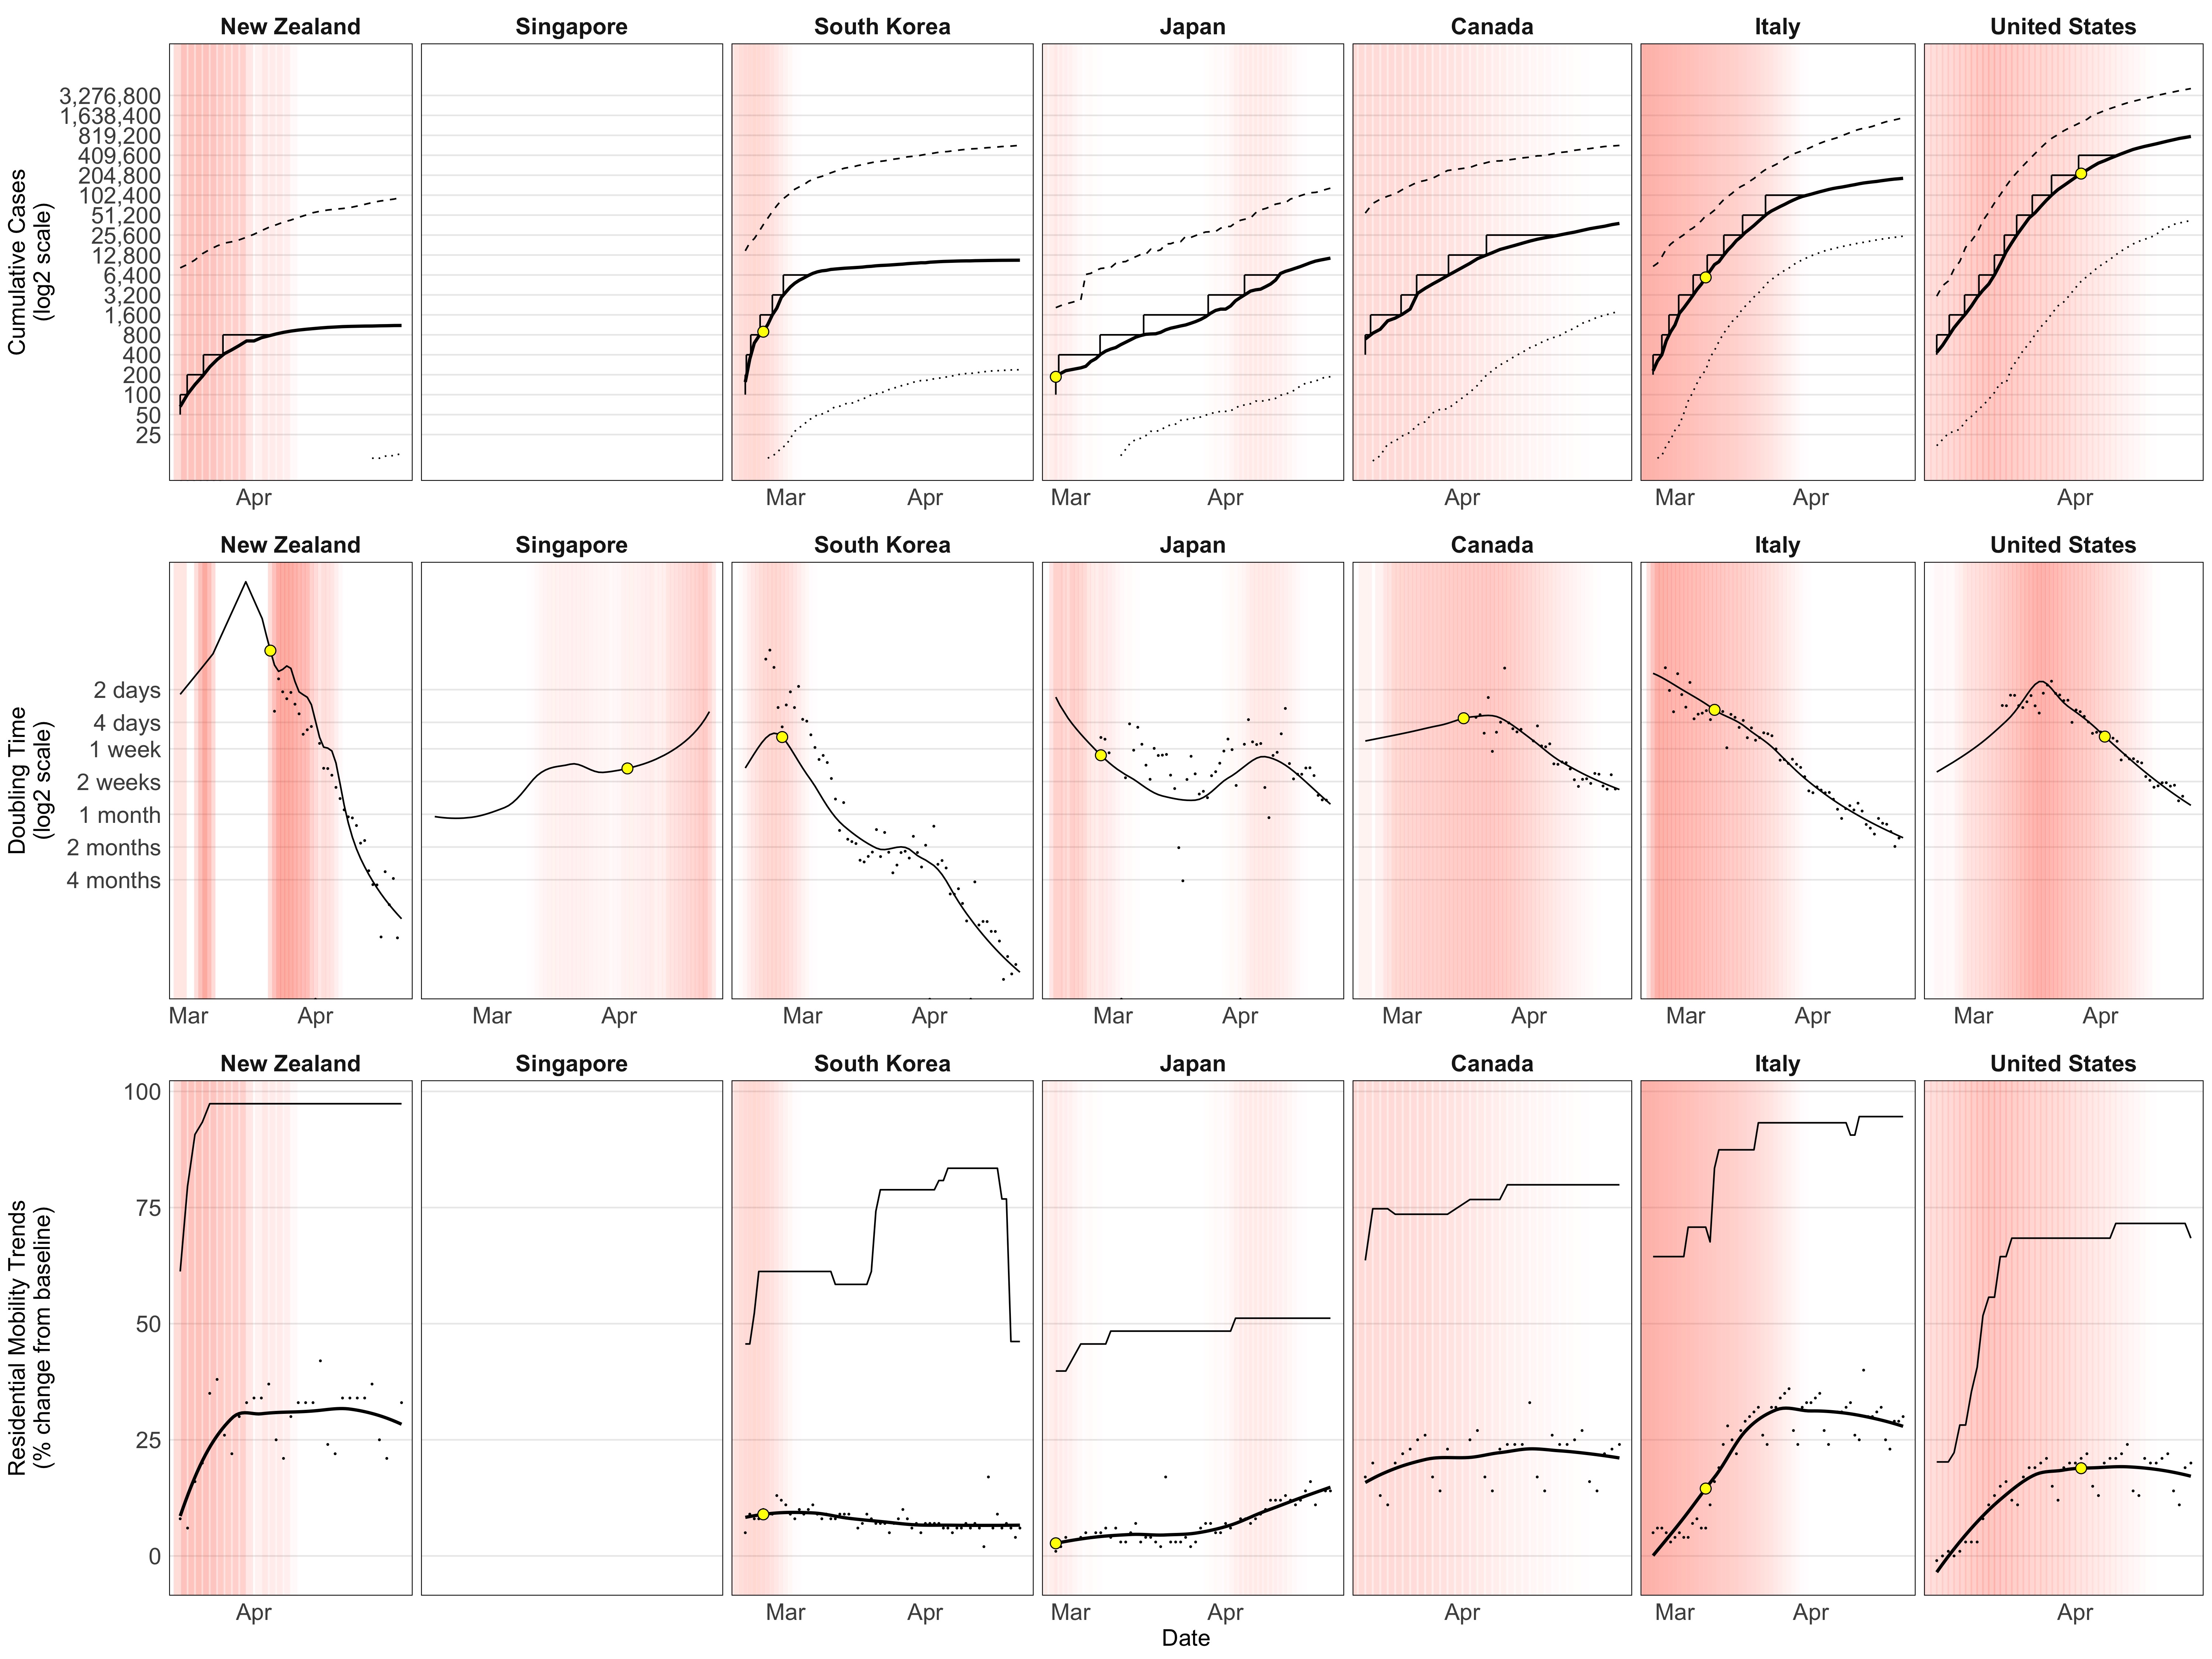 New Zealand Singapore South Korea Japan Canada Italy United States
Cumulative Cases
(log2 scale)
3,276,800
1,638,400
819,200
409,600
204,800
102,400
51,200
25,600
12,800
6,400
3,200
1,600
800
400
200
100
50
25
Apr Mar Apr Mar Apr Apr Mar Apr Apr
New Zealand Singapore South Korea Japan Canada Italy United States
Doubling Time
(log2 scale)
2 days
4 days
1 week
2 weeks
1 month
2 months
4 months
Mar Apr Mar Apr Mar Apr Mar Apr Mar Apr Mar Apr Mar Apr
New Zealand Singapore South Korea Japan Canada Italy United States
Residential Mobility Trends
(% change from baseline)
100
75
50
25
0
Apr Mar Apr Mar Apr Apr Mar Apr Apr
Date